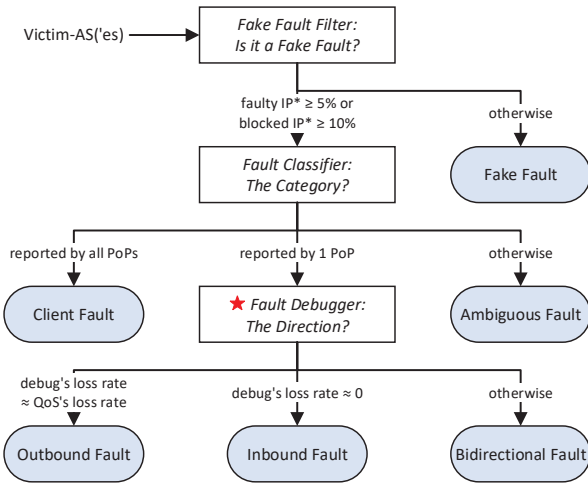 Victim-AS('es)
Fake Fault Filter:
Is it a Fake Fault?
faulty IP* ≥ 5% or
blocked IP* ≥ 10%
otherwise
Fault Classifier:
The Category?
Fake Fault
reported by all PoPs
reported by 1 PoP
otherwise
Client Fault
Fault Debugger:
The Direction?
Ambiguous Fault
debug's loss rate
≈ QoS's loss rate
debug's loss rate ≈ 0
otherwise
Outbound Fault
Inbound Fault
Bidirectional Fault